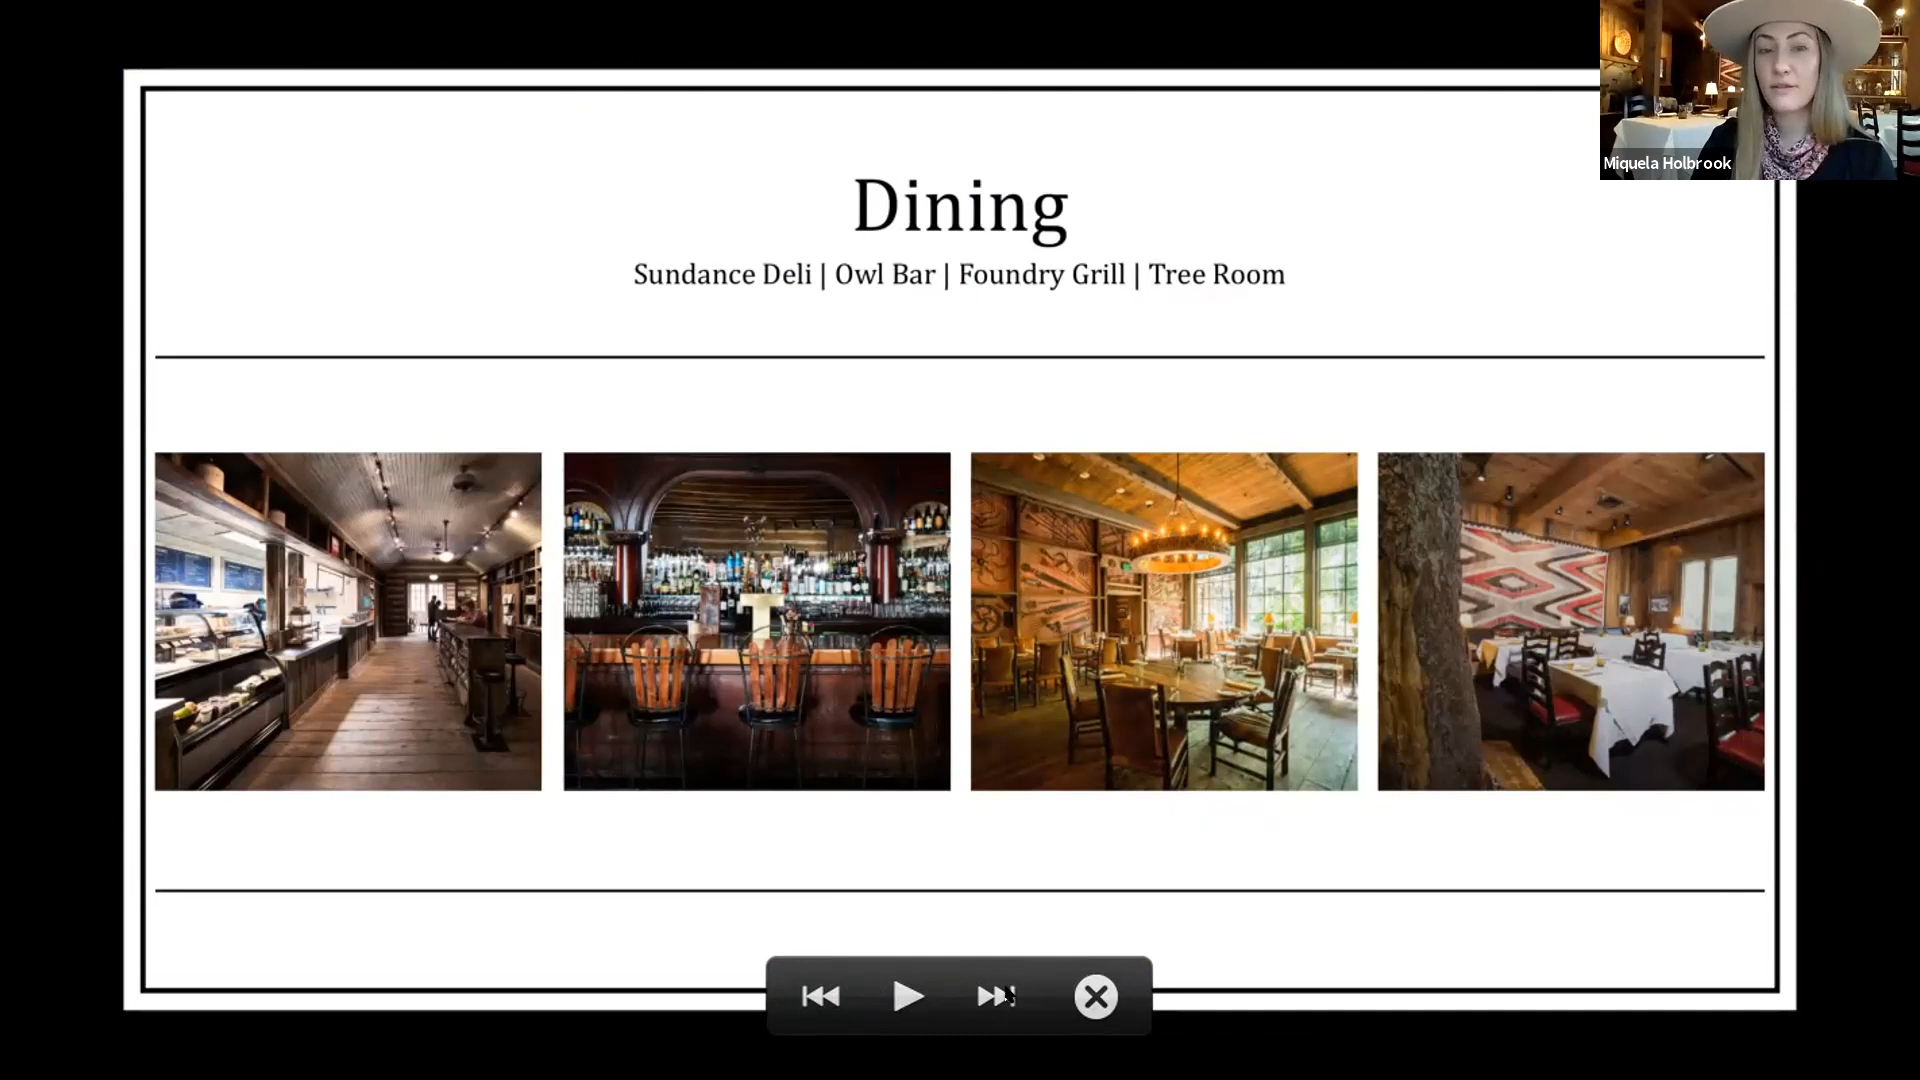 Dining
Sundance Deli | Owl Bar | Foundry Grill | Tree Room
Miquela Holbrook